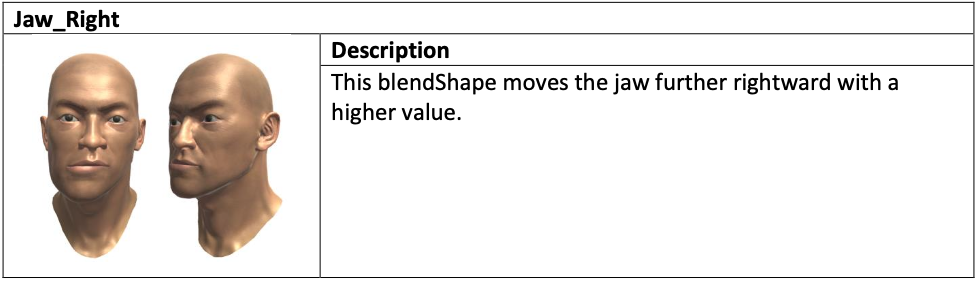 Jaw_Right
Description
This blendShape moves the jaw further rightward with a
higher value.